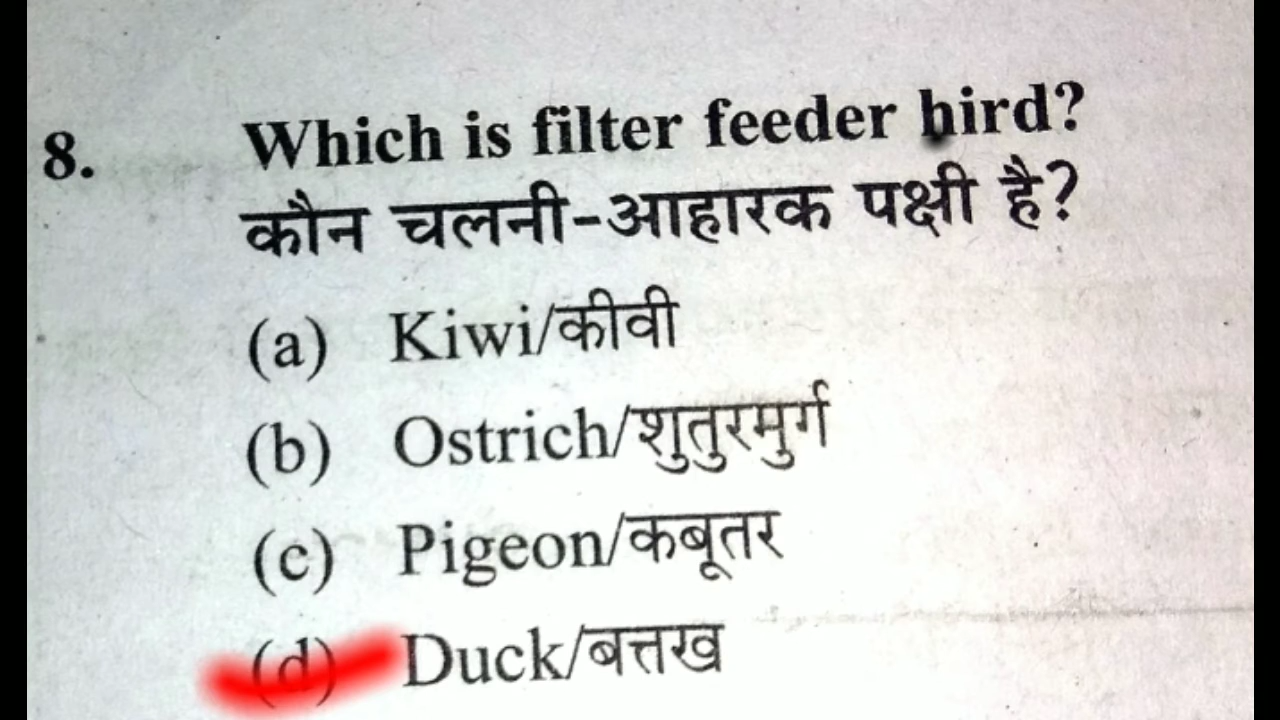 8. Which is filter feeder bird?
कौन चलनी-आहारक पक्षी है?
(a) Kiwi/कीवी
(b) Ostrich/शुतुरमुर्ग
(c) Pigeon/कबूतर
(d) Duck/बत्तख